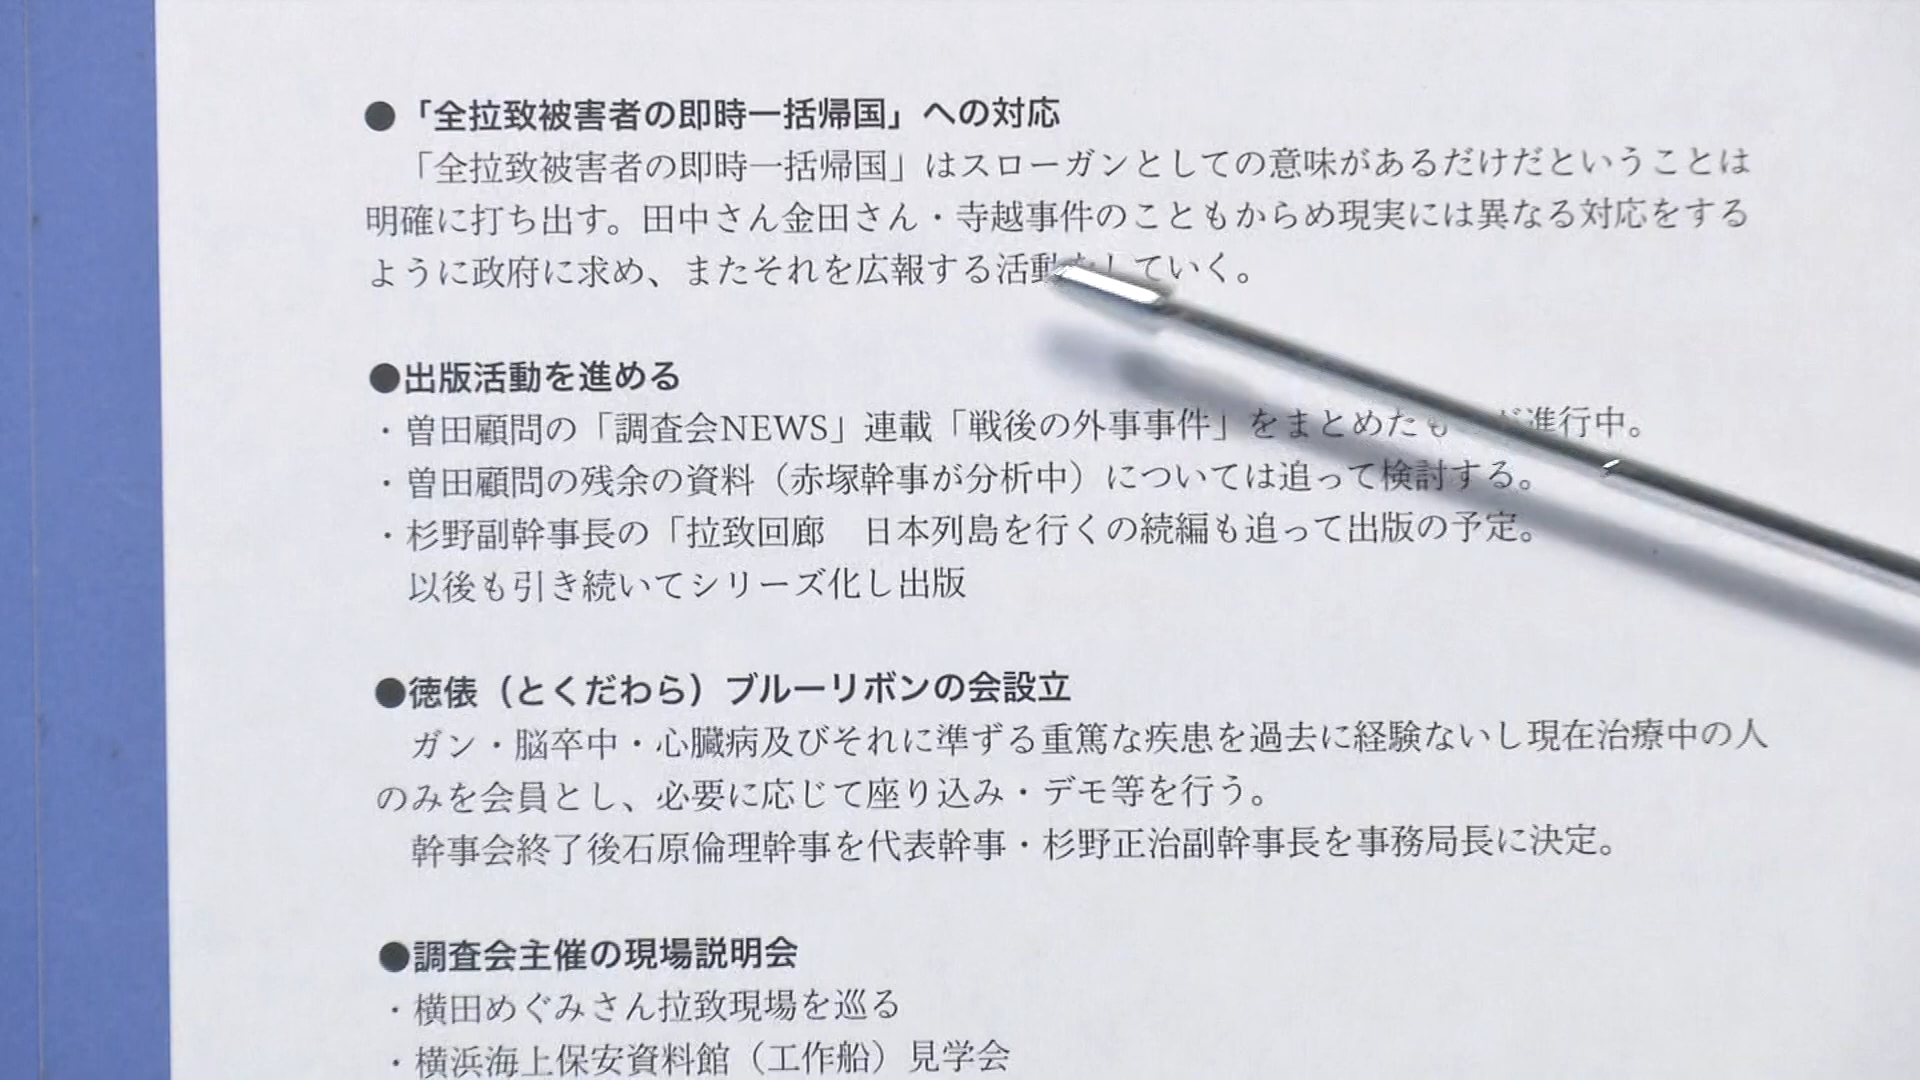 ●「全拉致被害者の即時一括帰国」への対応
「全拉致被害者の即時一括帰国」はスローガンとしての意味があるだけだということは
明確に打ち出す。田中さん金田さん・寺越事件のこともからめ現実には異なる対応をする
ように政府に求め、またそれを広報する活動をしていく。
●出版活動を進める
・曽田顧問の「調査会NEWS」連載「戦後の外事事件」をまとめたも が進行中。
・曽田顧問の残余の資料（赤塚幹事が分析中）については追って検討する。
・杉野副幹事長の「拉致回廊　日本列島を行くの続編も追って出版の予定。
以後も引き続いてシリーズ化し出版
●徳俵（とくだわら）ブルーリボンの会設立
ガン・脳卒中・心臓病及びそれに準ずる重篤な疾患を過去に経験ないし現在治療中の人
のみを会員とし、必要に応じて座り込み・デモ等を行う。
幹事会終了後石原倫理幹事を代表幹事・杉野正治副幹事長を事務局長に決定。
●調査会主催の現場説明会
・横田めぐみさん拉致現場を巡る
・横浜海上保安資料館（工作船）見学会